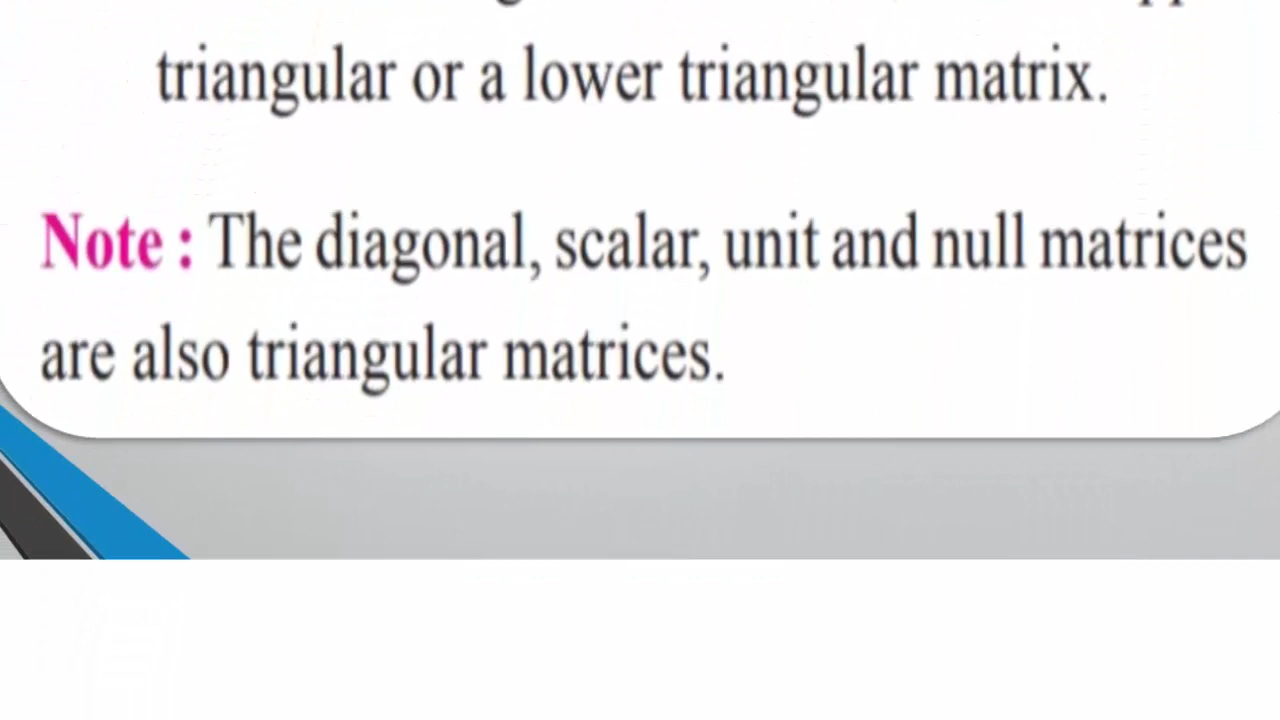 triangular or a lower triangular matrix.
Note : The diagonal, scalar, unit and null matrices
are also triangular matrices.